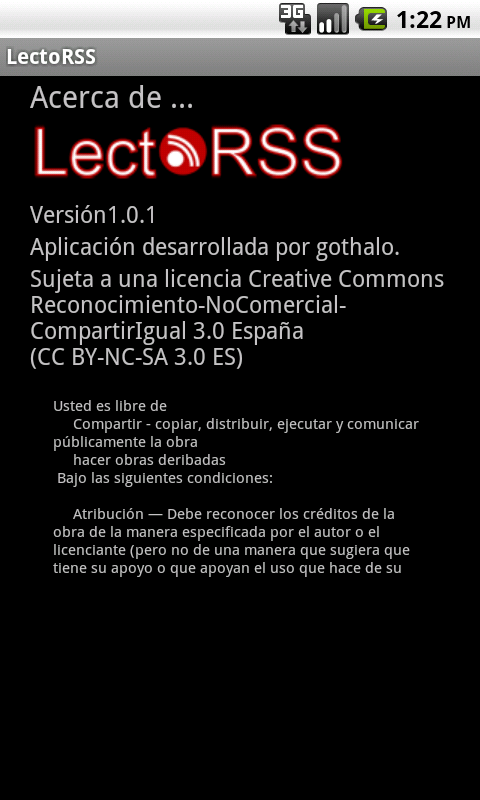 3G
1:22 PM
LectoRSS
Acerca de ...
LectoRSS
Versión1.0.1
Aplicación desarrollada por gothalo.
Sujeta a una licencia Creative Commons
Reconocimiento-NoComercial-
CompartirIgual 3.0 España
(CC BY-NC-SA 3.0 ES)
Usted es libre de
Compartir - copiar, distribuir, ejecutar y comunicar
públicamente la obra
hacer obras deribadas
Bajo las siguientes condiciones:
Atribución — Debe reconocer los créditos de la
obra de la manera especificada por el autor o el
licenciante (pero no de una manera que sugiera que
tiene su apoyo o que apoyan el uso que hace de su